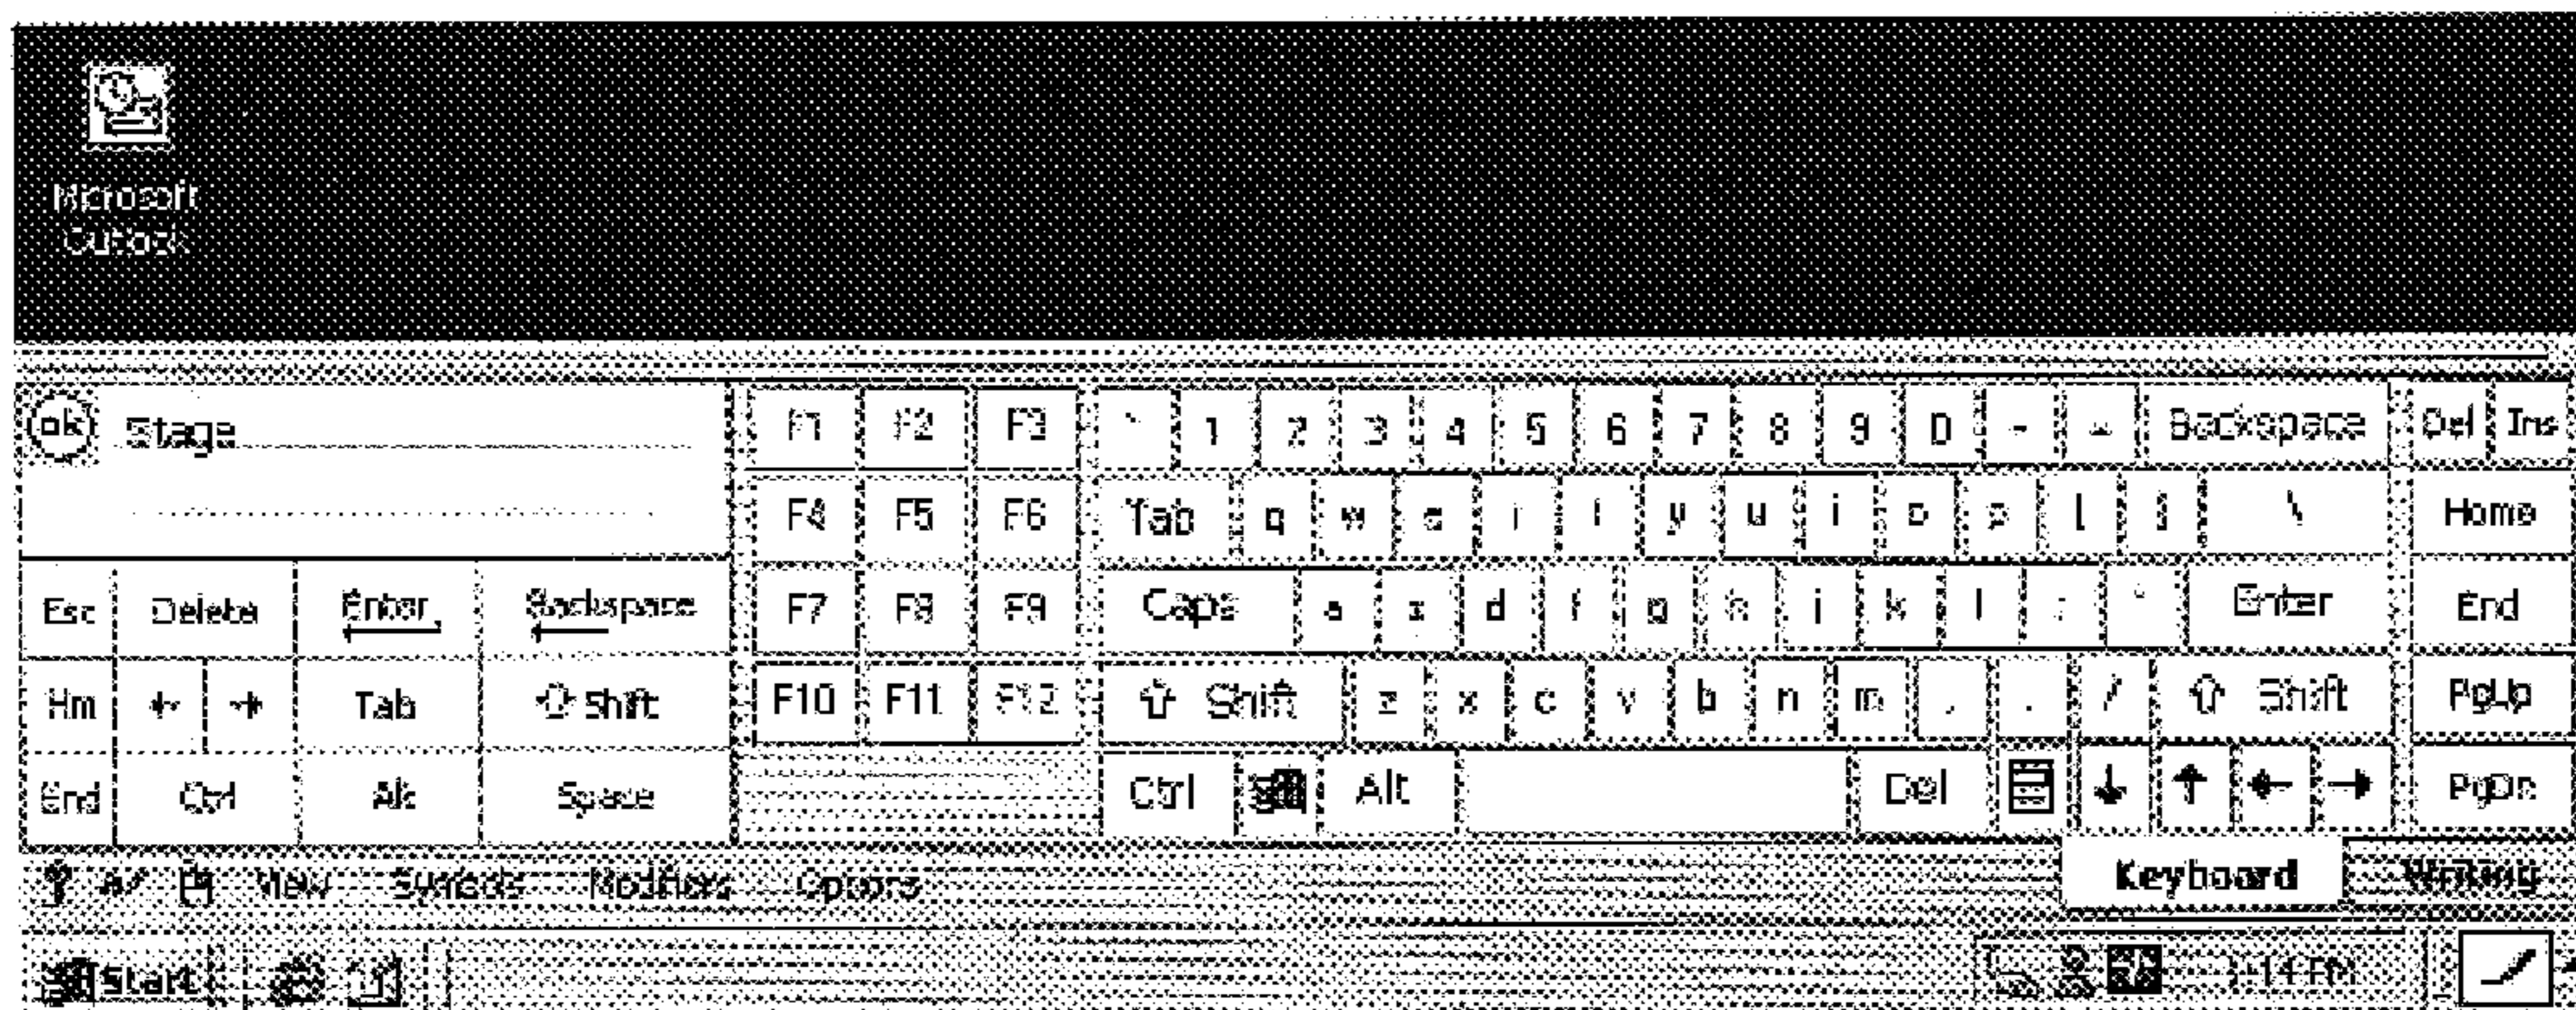 Microsoft
Outlook
ok Stage
Esc Delete Enter Backspace
Hm ← → Tab ⇧ Shift
End Ctrl Alt Space
F1 F2 F3
F4 F5 F6
F7 F8 F9
F10 F11 F12
` 1 2 3 4 5 6 7 8 9 0 - = Backspace Del Ins
Tab q w e r t y u i o p [ ] \ Home
Caps a s d f g h j k l ; ' Enter End
⇧ Shift z x c v b n m , . / ⇧ Shift PgUp
Ctrl Alt Del ↓ ↑ ← → PgDn
View Symbols Modifiers Options Keyboard Writing
Start :14 PM